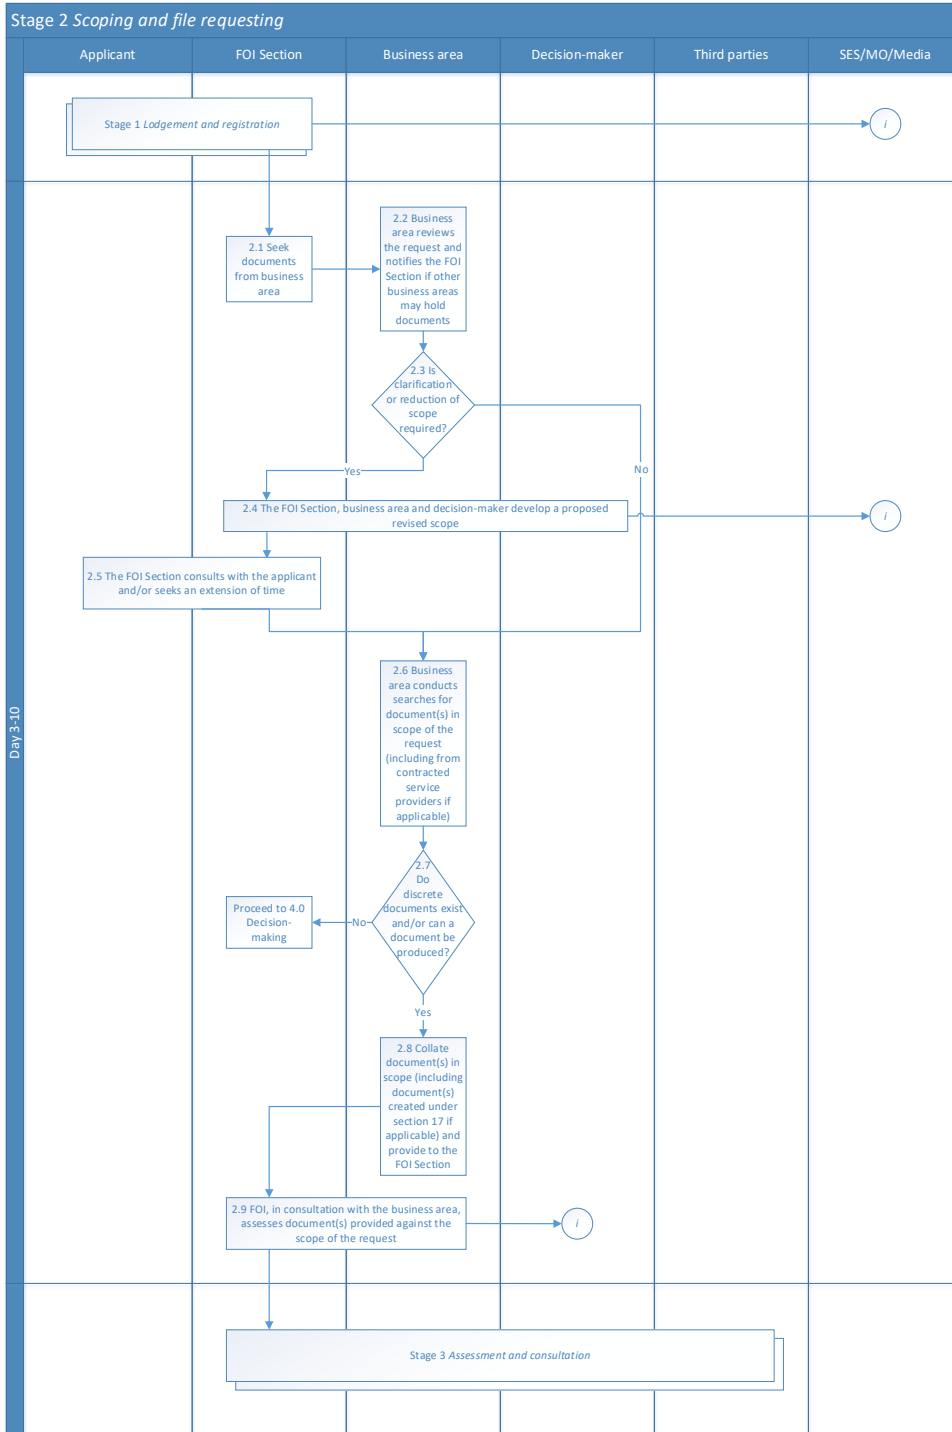 Stage 2 Scoping and file requesting
Applicant
FOI Section
Business area
Decision-maker
Third parties
SES/MO/Media
Stage 1 Lodgement and registration
i
Day 3-10
2.1 Seek
documents
from business
area
2.2 Business
area reviews
the request and
notifies the FOI
Section if other
business areas
may hold
documents
2.3 Is
clarification
or reduction of
scope
required?
Yes
No
2.4 The FOI Section, business area and decision-maker develop a proposed
revised scope
i
2.5 The FOI Section consults with the applicant
and/or seeks an extension of time
2.6 Business
area conducts
searches for
document(s) in
scope of the
request
(including from
contracted
service
providers if
applicable)
2.7
Do
discrete
documents exist
and/or can a
document be
produced?
No
Proceed to 4.0
Decision-
making
Yes
2.8 Collate
document(s) in
scope (including
document(s)
created under
section 17 if
applicable) and
provide to the
FOI Section
2.9 FOI, in consultation with the business area,
assesses document(s) provided against the
scope of the request
i
Stage 3 Assessment and consultation